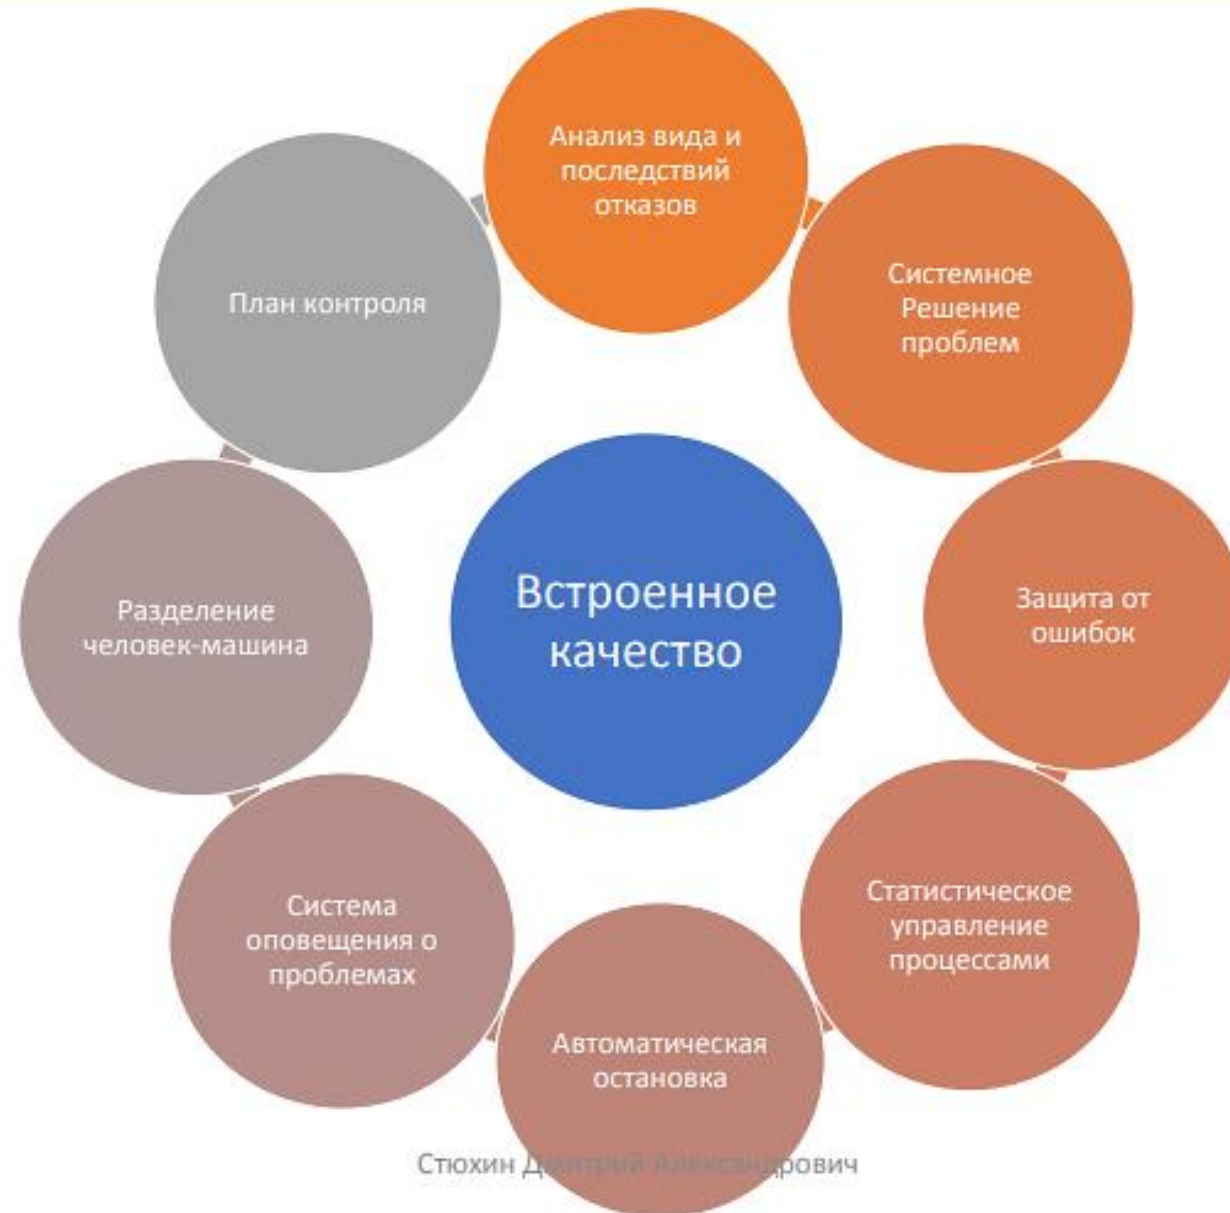 Анализ вида и
последствий
отказов
Системное
Решение
проблем
Защита от
ошибок
Статистическое
управление
процессами
Автоматическая
остановка
Система
оповещения о
проблемах
Разделение
человек-машина
План контроля
Встроенное
качество
Стюхин Дмитрий Александрович